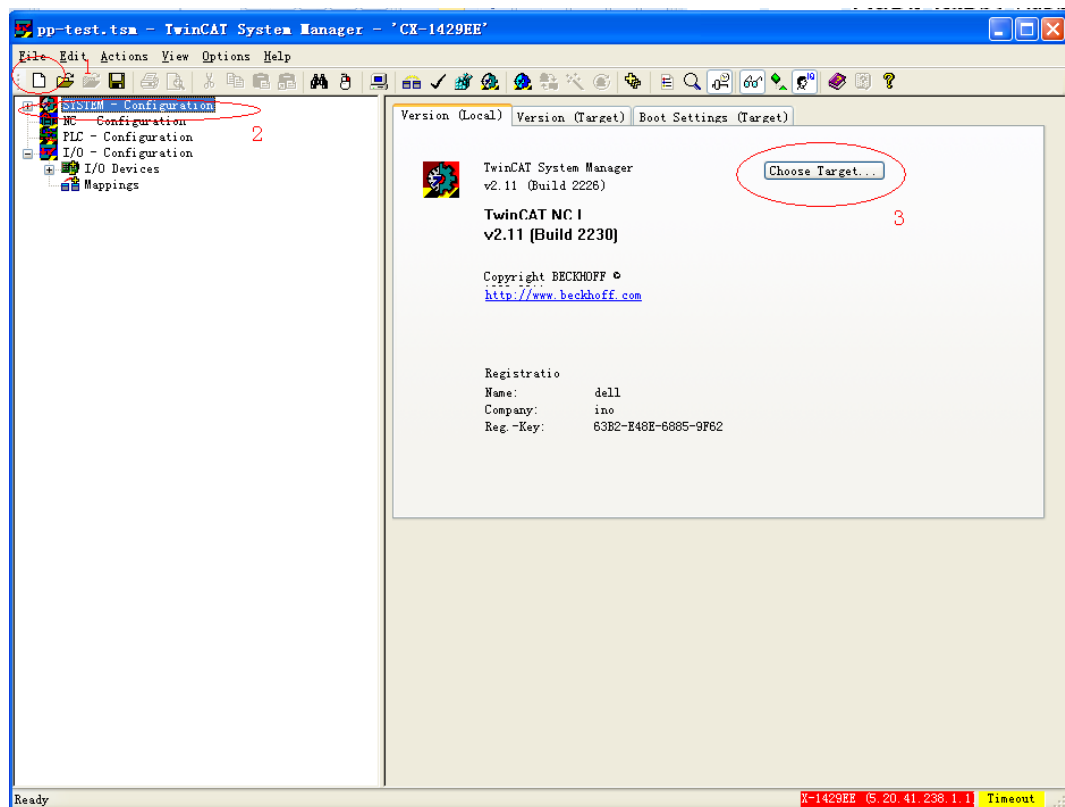 pp-test.tsm - TwinCAT System Manager - 'CX-1429EE'
File Edit Actions View Options Help
1
SYSTEM - Configuration
NC - Configuration
2
PLC - Configuration
I/O - Configuration
I/O Devices
Mappings
Version (Local) Version (Target) Boot Settings (Target)
TwinCAT System Manager
v2.11 (Build 2226)
Choose Target...
3
TwinCAT NC I
v2.11 (Build 2230)
Copyright BECKHOFF ©
http://www.beckhoff.com
Registratio
Name: dell
Company: ino
Reg.-Key: 63B2-E48E-6885-9F62
Ready
X-1429EE (5.20.41.238.1.1 Timeout